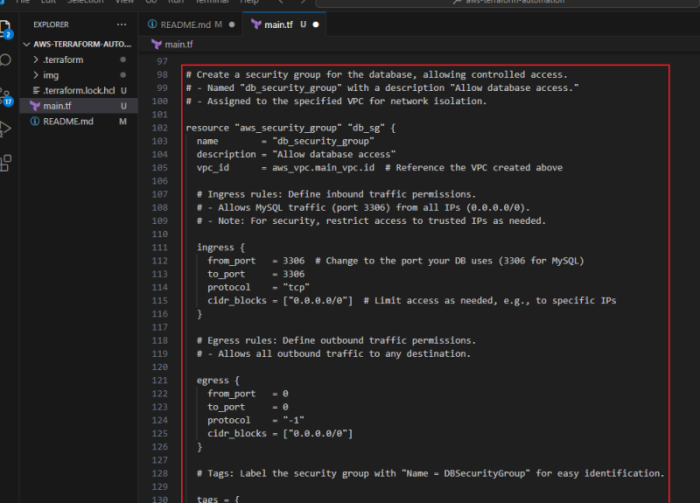 File Edit Selection View Go Run Terminal Help
aws-terraform-automation
EXPLORER ...
README.md M
main.tf U
AWS-TERRAFORM-AUTO...
.terraform
img
.terraform.lock.hcl U
main.tf U
README.md M
2
17
main.tf
97
98 # Create a security group for the database, allowing controlled access.
99 # - Named "db_security_group" with a description "Allow database access."
100 # - Assigned to the specified VPC for network isolation.
101
102 resource "aws_security_group" "db_sg" {
103 name = "db_security_group"
104 description = "Allow database access"
105 vpc_id = aws_vpc.main_vpc.id # Reference the VPC created above
106
107 # Ingress rules: Define inbound traffic permissions.
108 # - Allows MySQL traffic (port 3306) from all IPs (0.0.0.0/0).
109 # - Note: For security, restrict access to trusted IPs as needed.
110
111 ingress {
112 from_port = 3306 # Change to the port your DB uses (3306 for MySQL)
113 to_port = 3306
114 protocol = "tcp"
115 cidr_blocks = ["0.0.0.0/0"] # Limit access as needed, e.g., to specific IPs
116 }
117
118 # Egress rules: Define outbound traffic permissions.
119 # - Allows all outbound traffic to any destination.
120
121 egress {
122 from_port = 0
123 to_port = 0
124 protocol = "-1"
125 cidr_blocks = ["0.0.0.0/0"]
126 }
127
128 # Tags: Label the security group with "Name = DBSecurityGroup" for easy identification.
129
130 tags = {